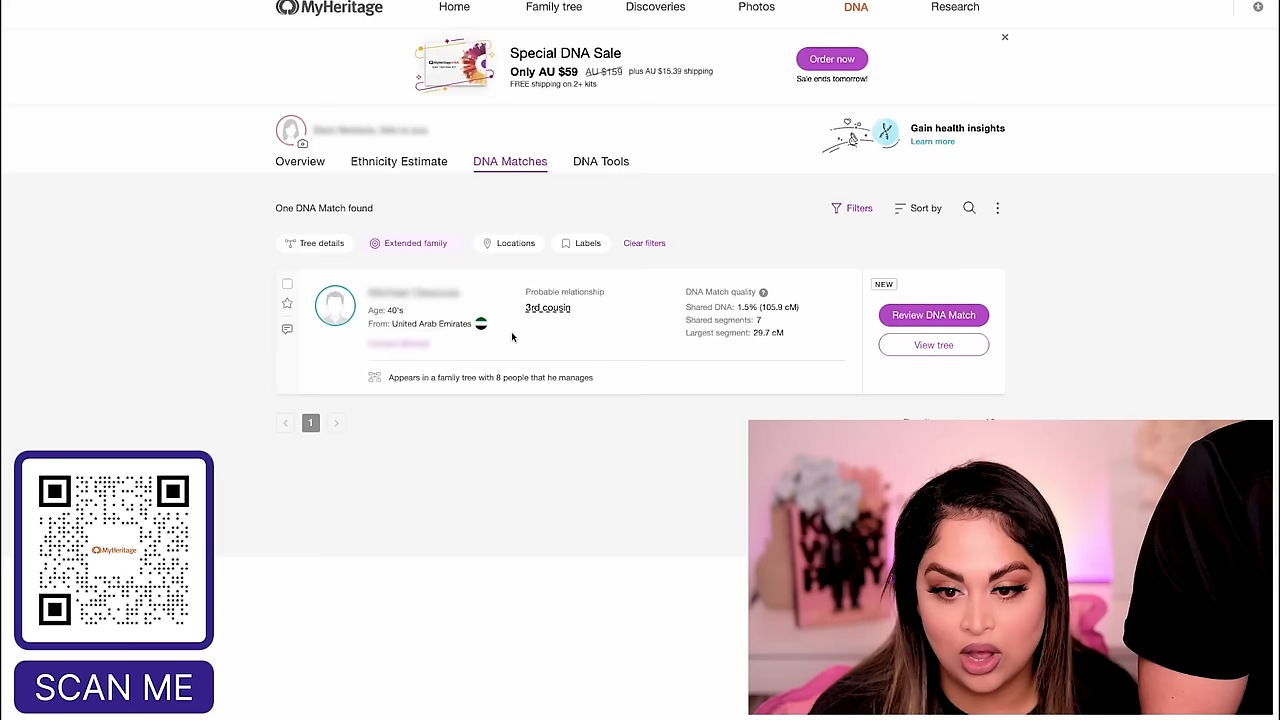 MyHeritage
Home
Family tree
Discoveries
Photos
DNA
Research
Special DNA Sale
Only AU $59 AU $159 plus AU $15.39 shipping
FREE shipping on 2+ kits
Order now
Sale ends tomorrow!
Gain health insights
Learn more
Overview
Ethnicity Estimate
DNA Matches
DNA Tools
One DNA Match found
Filters
Sort by
Tree details
Extended family
Locations
Labels
Clear filters
Age: 40's
From: United Arab Emirates
Probable relationship
3rd cousin
DNA Match quality ?
Shared DNA: 1.5% (105.9 cM)
Shared segments: 7
Largest segment: 29.7 cM
NEW
Review DNA Match
View tree
Appears in a family tree with 8 people that he manages
1
MyHeritage
SCAN ME